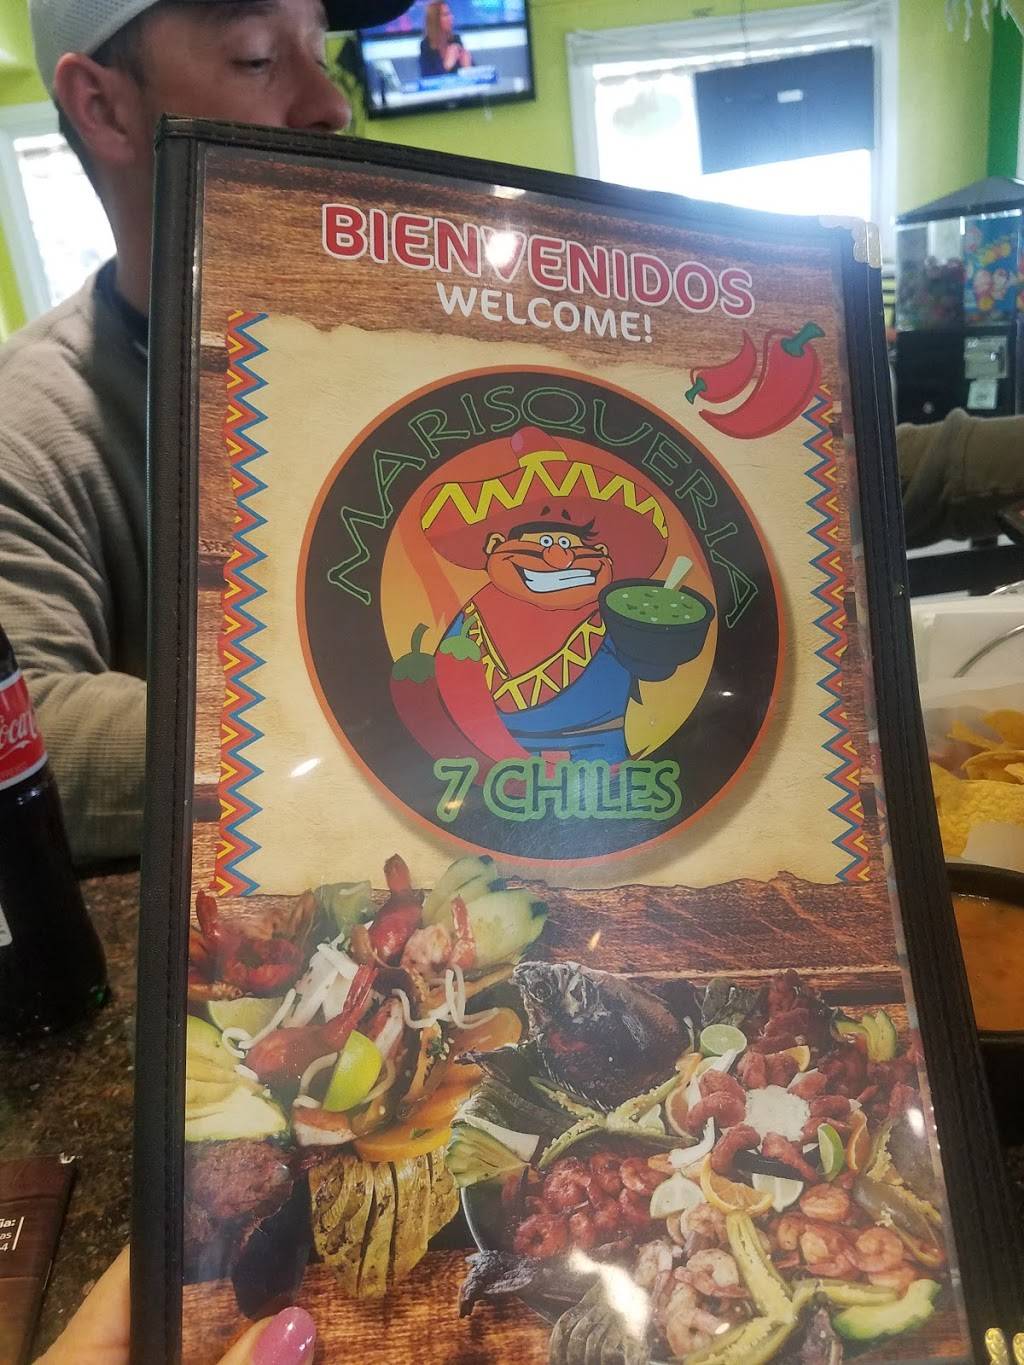 BIENVENIDOS
WELCOME!
MARISQUERIA
7 CHILES